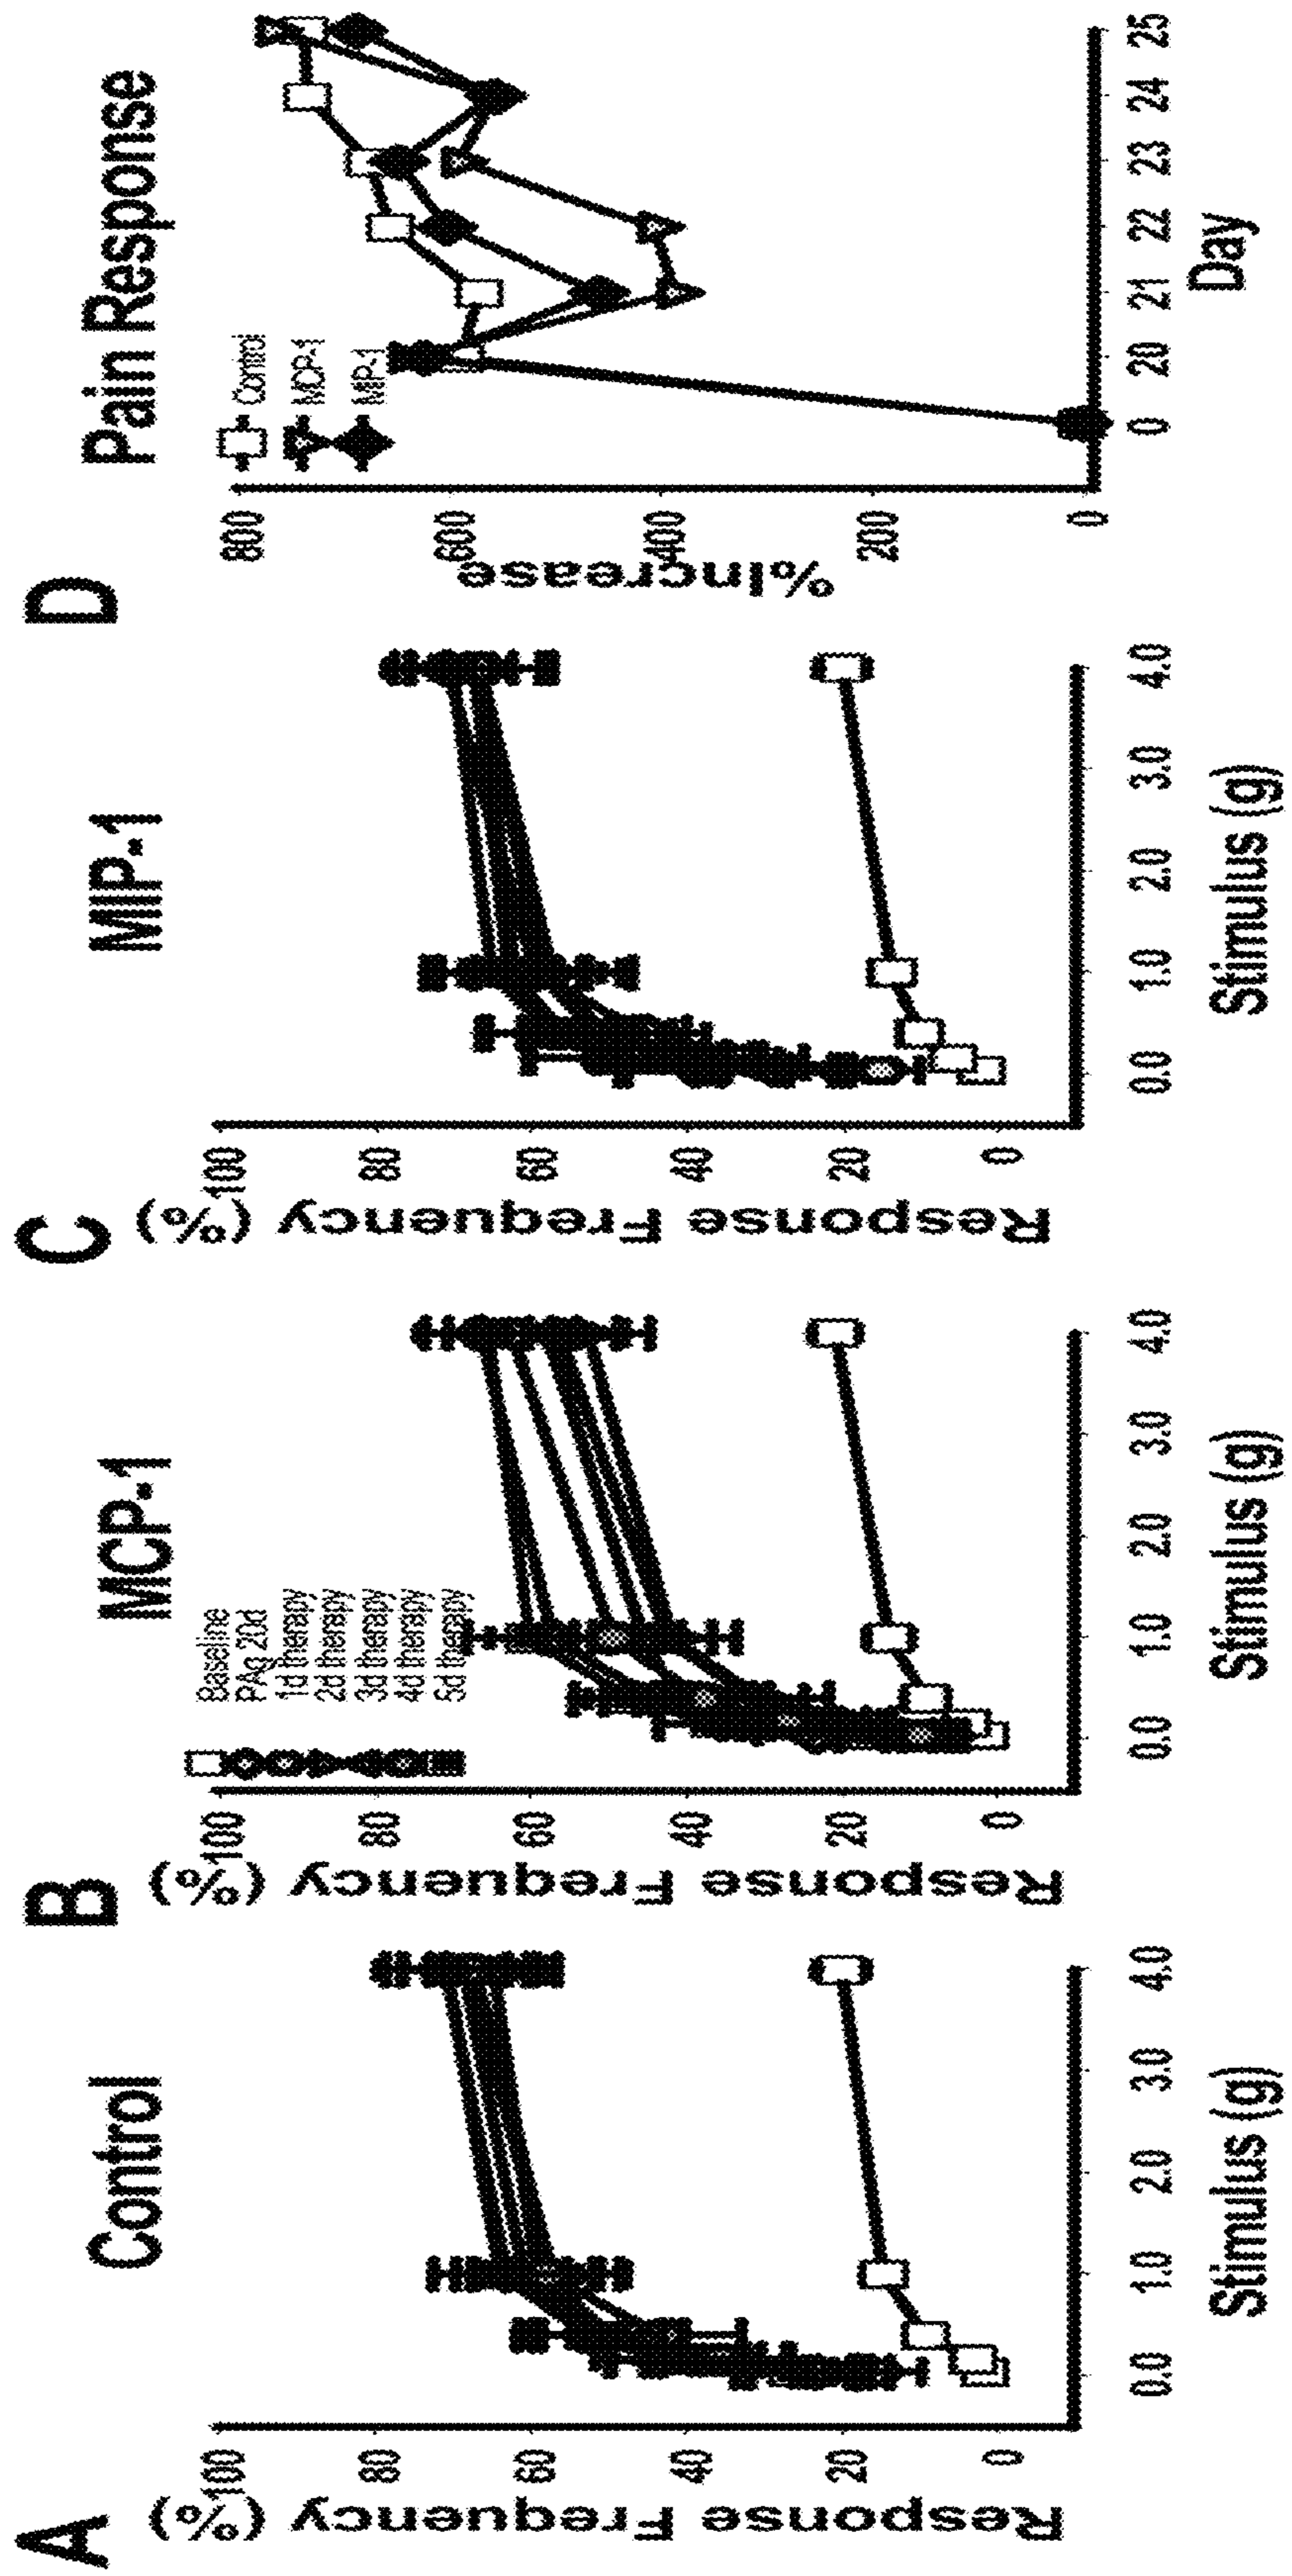 A
Control
Response Frequency (%)
100
80
60
40
20
0
0.0 1.0 2.0 3.0 4.0
Stimulus (g)
B
MCP-1
Response Frequency (%)
100
80
60
40
20
0
Baseline
PAg 20d
1d therapy
2d therapy
3d therapy
4d therapy
5d therapy
0.0 1.0 2.0 3.0 4.0
Stimulus (g)
C
MIP-1
Response Frequency (%)
100
80
60
40
20
0
0.0 1.0 2.0 3.0 4.0
Stimulus (g)
D
Pain Response
%Increase
800
600
400
200
0
Control
MCP-1
MIP-1
0 20 21 22 23 24 25
Day